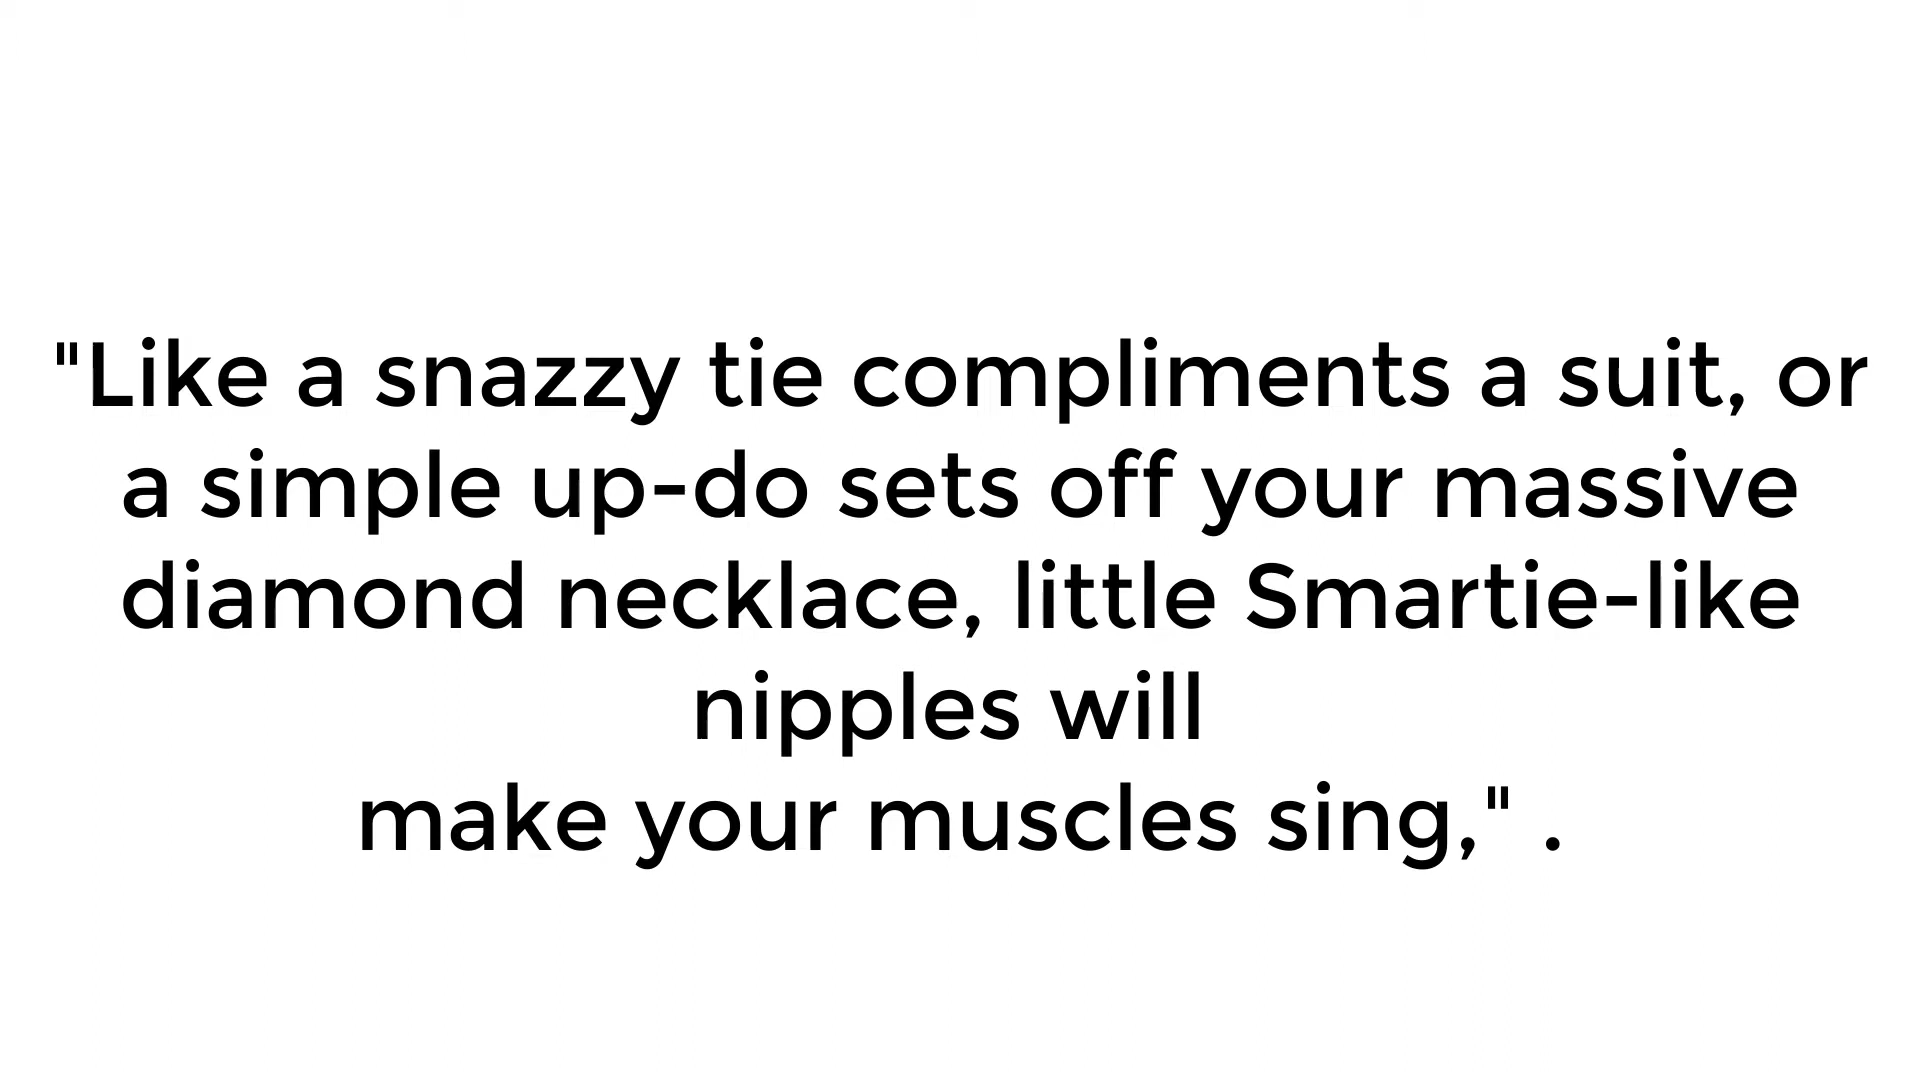 "Like a snazzy tie compliments a suit, or
a simple up-do sets off your massive
diamond necklace, little Smartie-like
nipples will
make your muscles sing," .